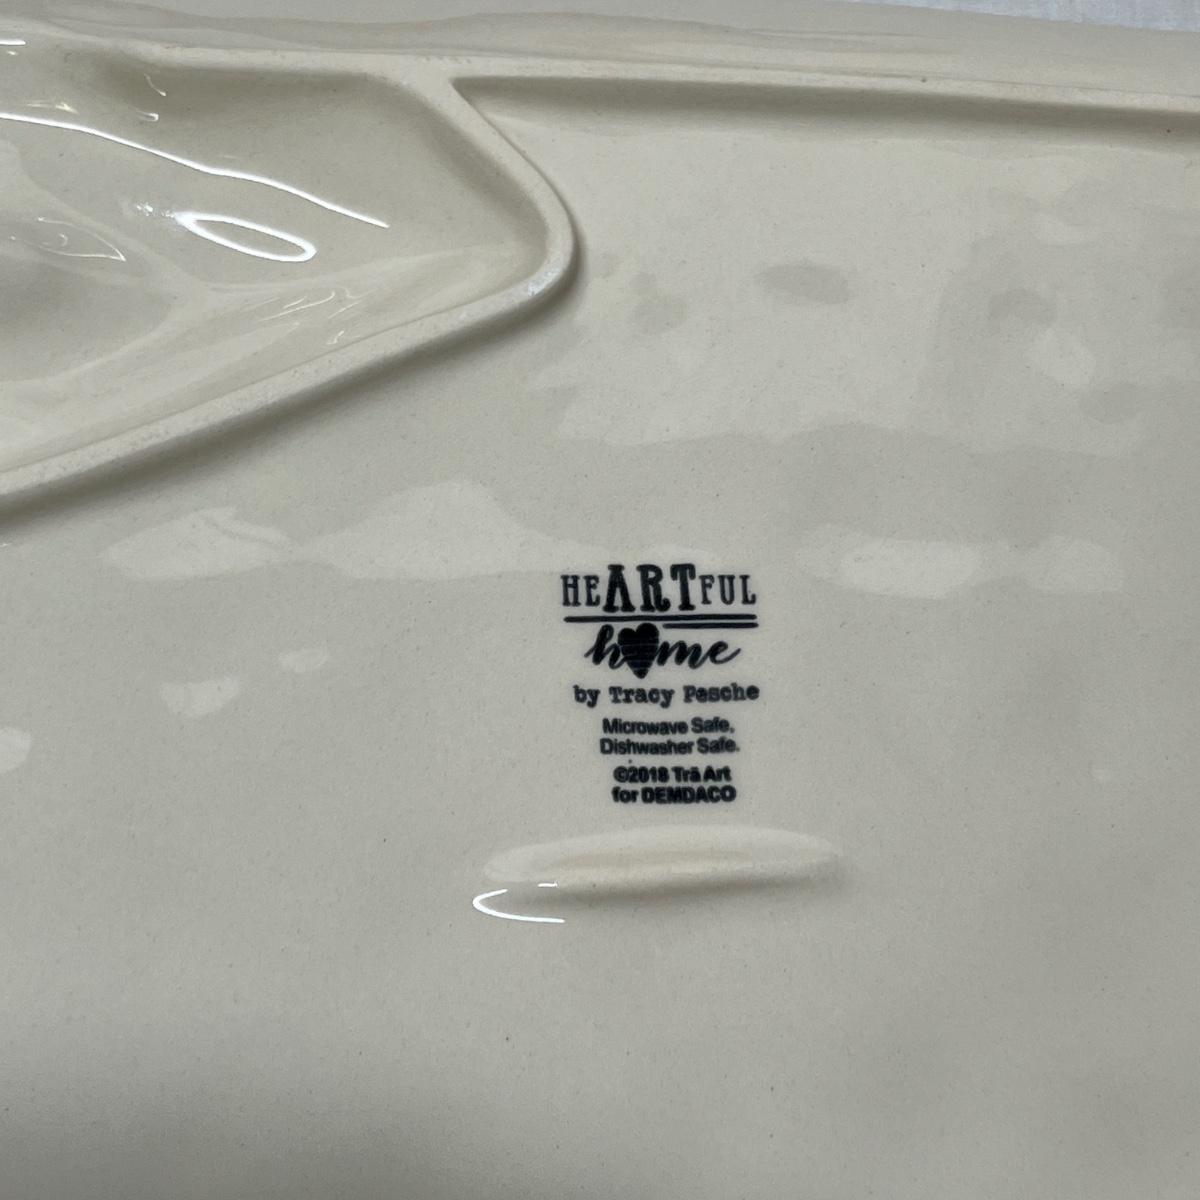 HEARTFUL
home
by Tracy Pesche
Microwave Safe,
Dishwasher Safe.
©2018 Trā Art
for DEMDACO